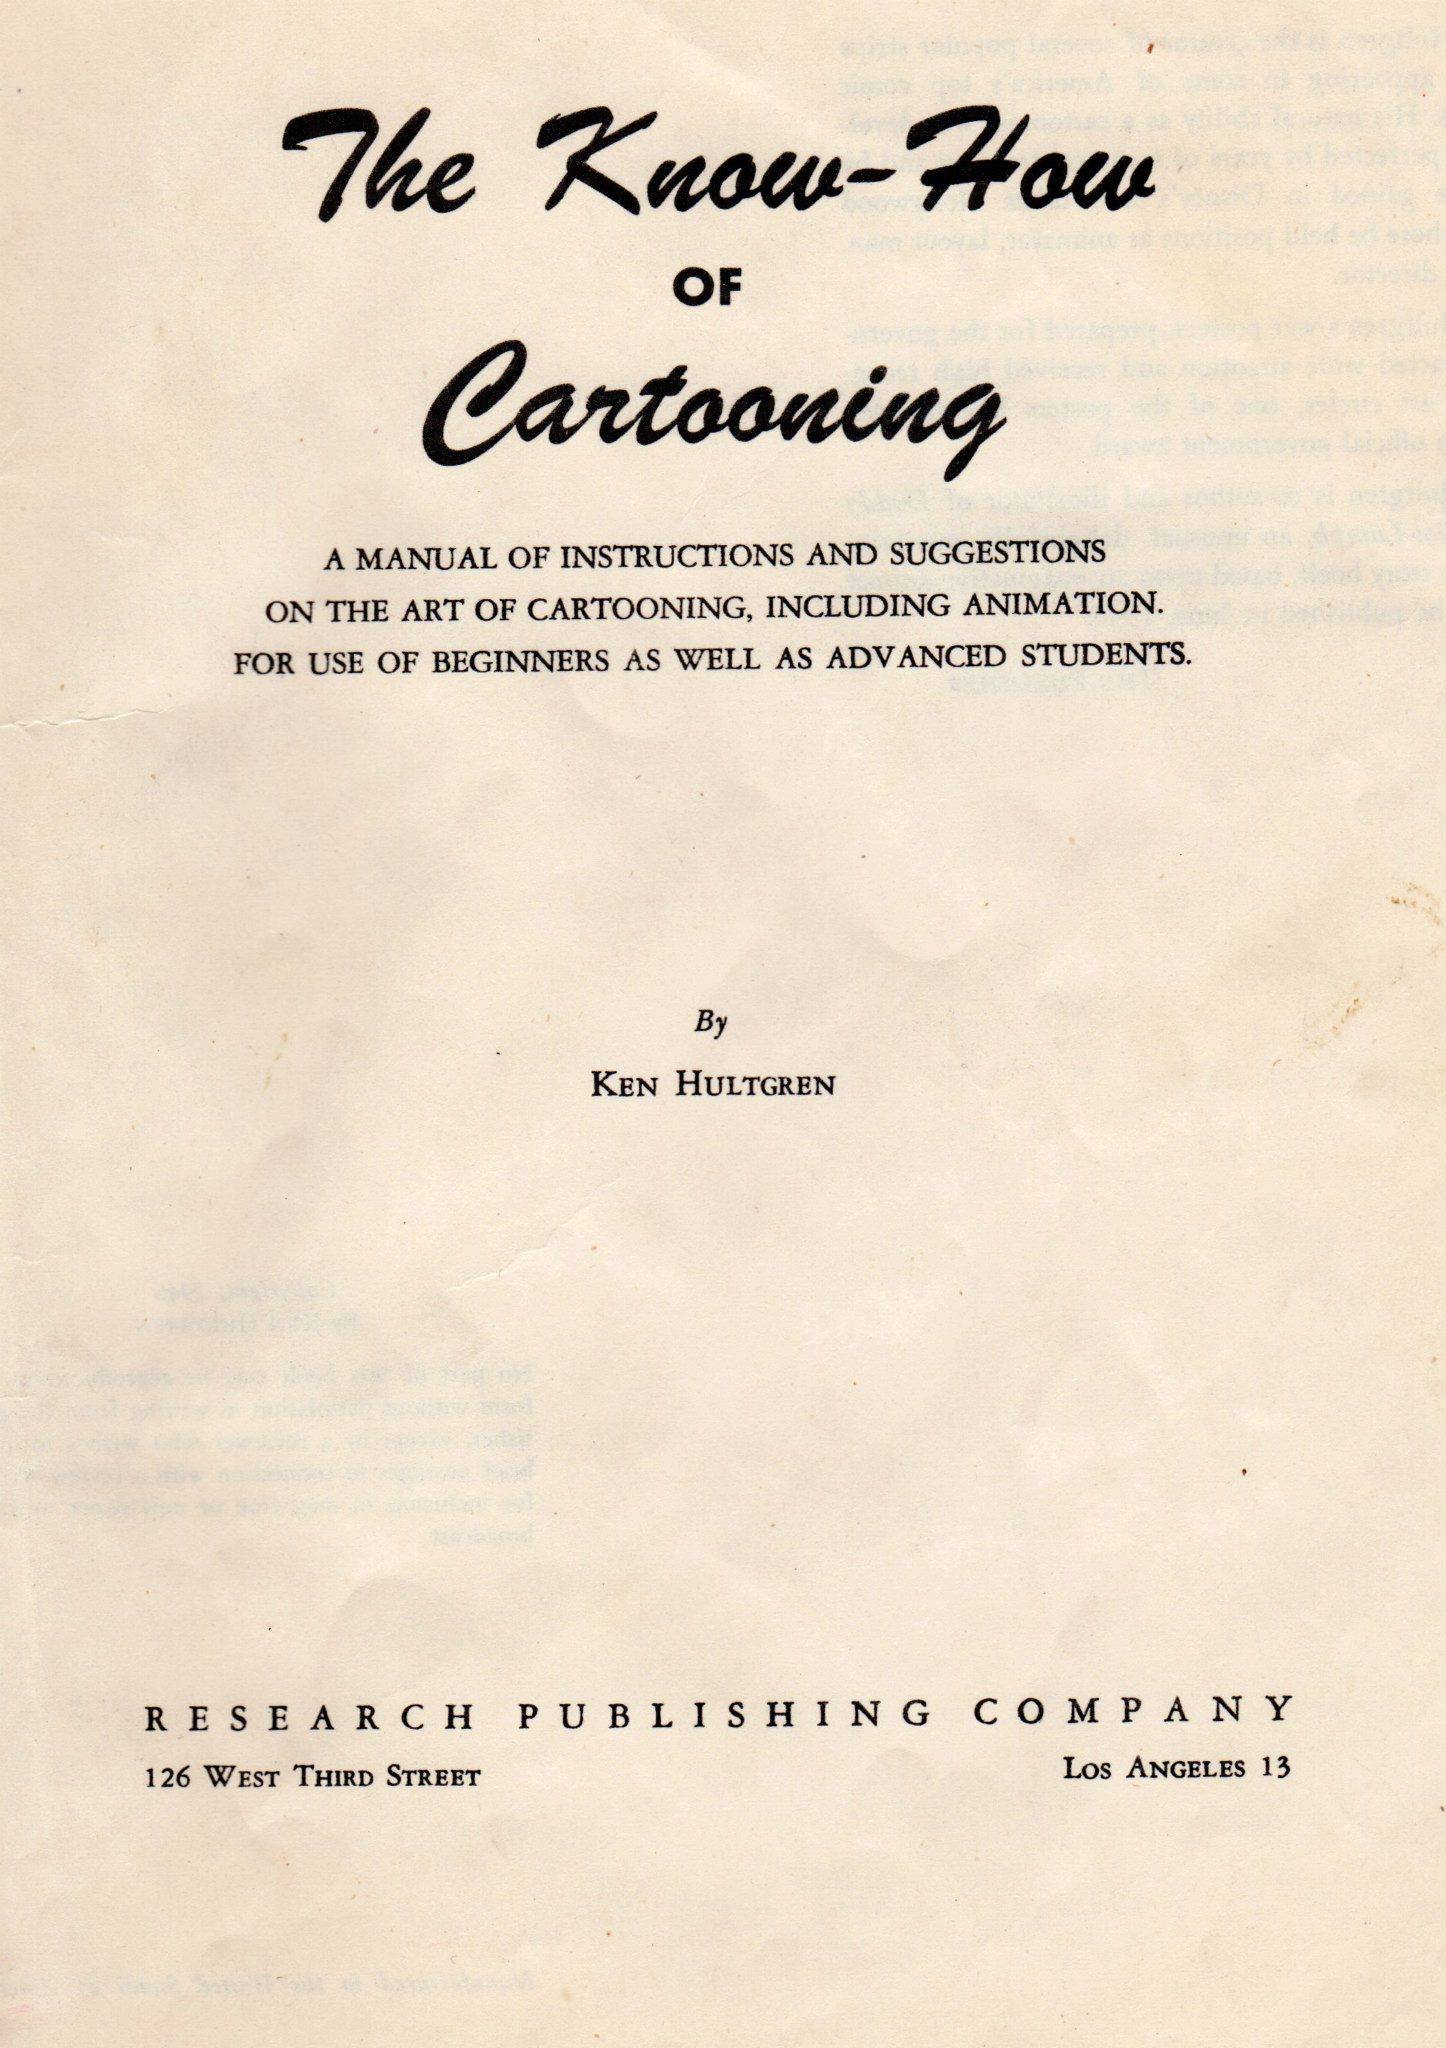 The Know-How
OF
Cartooning
A MANUAL OF INSTRUCTIONS AND SUGGESTIONS
ON THE ART OF CARTOONING, INCLUDING ANIMATION.
FOR USE OF BEGINNERS AS WELL AS ADVANCED STUDENTS.
By
KEN HULTGREN
RESEARCH PUBLISHING COMPANY
126 WEST THIRD STREET LOS ANGELES 13